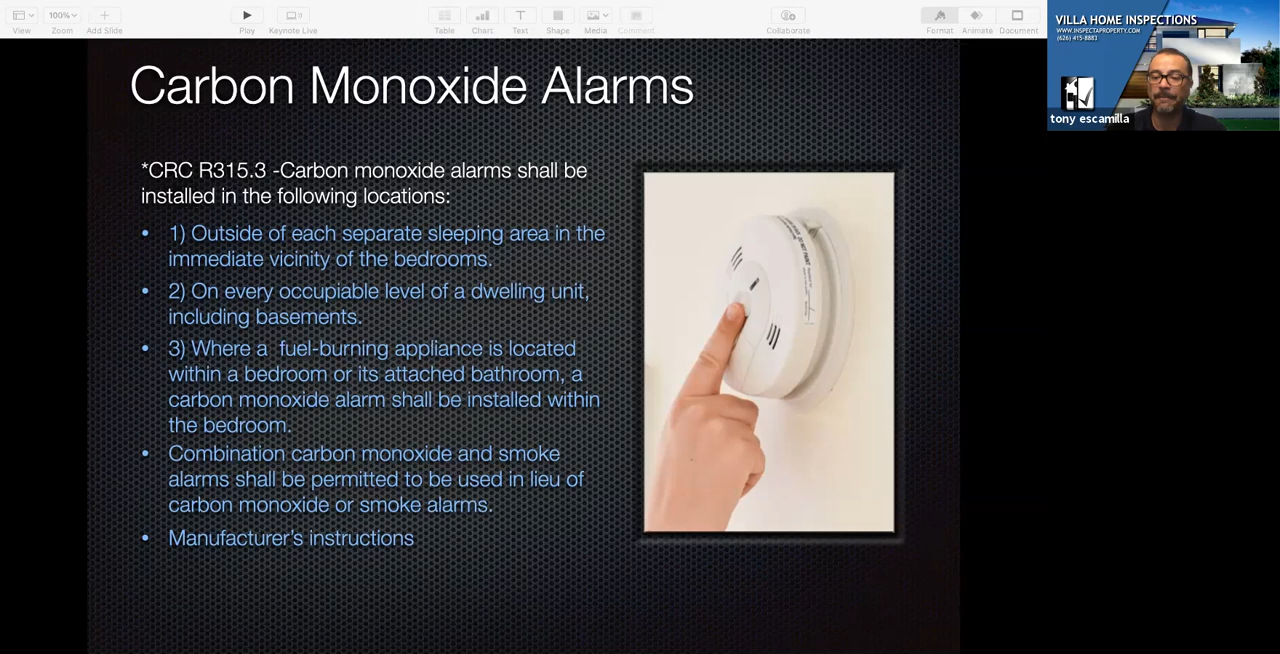 View
100%
Zoom
Add Slide
Play
Keynote Live
Table
Chart
Text
Shape
Media
Comment
Collaborate
Format
Animate
Document
VILLA HOME INSPECTIONS
WWW.INSPECTAPROPERTY.COM
(626) 415-8883
tony escamilla
Carbon Monoxide Alarms
*CRC R315.3 -Carbon monoxide alarms shall be
installed in the following locations:
• 1) Outside of each separate sleeping area in the
immediate vicinity of the bedrooms.
• 2) On every occupiable level of a dwelling unit,
including basements.
• 3) Where a fuel-burning appliance is located
within a bedroom or its attached bathroom, a
carbon monoxide alarm shall be installed within
the bedroom.
• Combination carbon monoxide and smoke
alarms shall be permitted to be used in lieu of
carbon monoxide or smoke alarms.
• Manufacturer's instructions